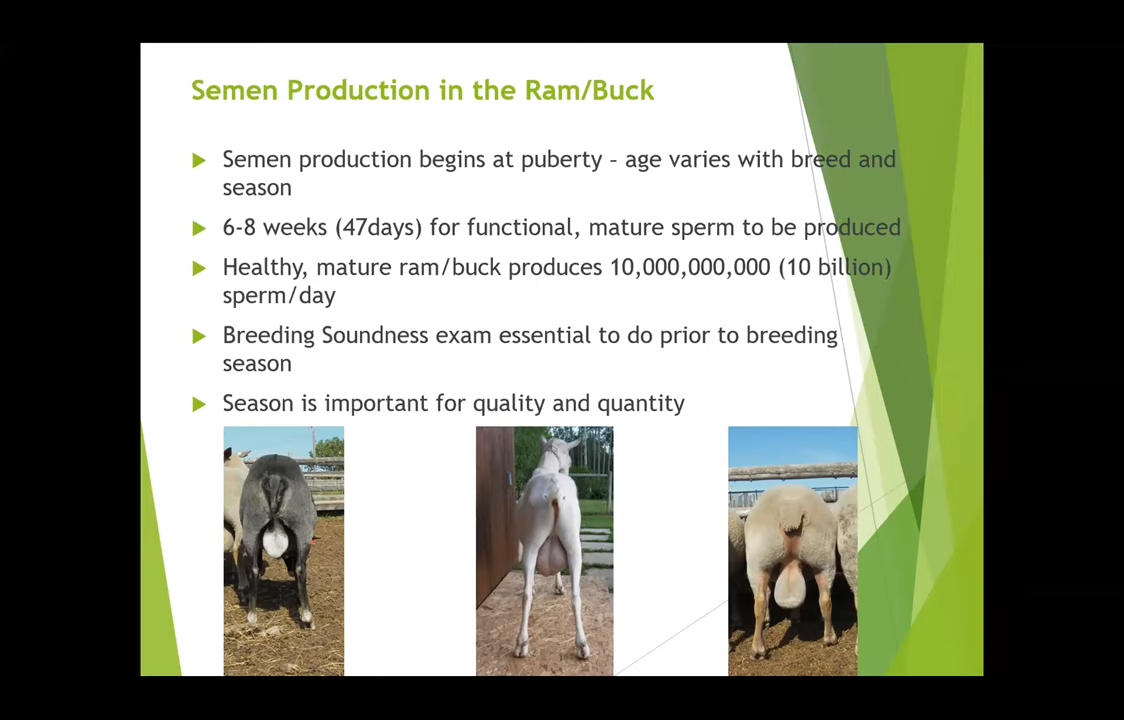 Semen Production in the Ram/Buck
Semen production begins at puberty – age varies with breed and
season
6-8 weeks (47days) for functional, mature sperm to be produced
Healthy, mature ram/buck produces 10,000,000,000 (10 billion)
sperm/day
Breeding Soundness exam essential to do prior to breeding
season
Season is important for quality and quantity